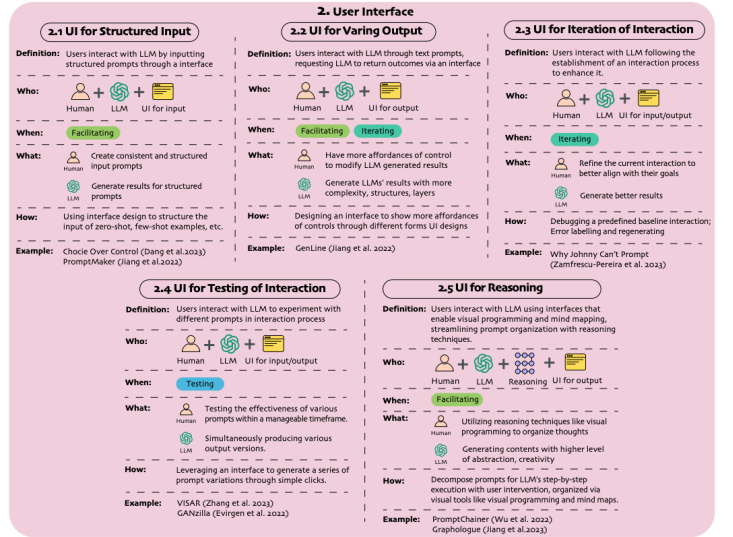 2. User Interface
2.1 UI for Structured Input
Definition: Users interact with LLM by inputting
structured prompts through a interface
Who:
Human LLM UI for input
When: Facilitating
What: Create consistent and structured
Human input prompts
Generate results for structured
LLM prompts
How: Using interface design to structure the
input of zero-shot, few-shot examples, etc.
Example: Chocie Over Control (Dang et al.2023)
PromptMaker (Jiang et al.2022)
2.2 UI for Varing Output
Definition: Users interact with LLM through text prompts,
requesting LLM to return outcomes via an interface
Who:
Human LLM UI for output
When: Facilitating Iterating
What: Have more affordances of control
Human to modify LLM generated results
Generate LLMs' results with more
LLM complexity, structures, layers
How: Designing an interface to show more affordances
of controls through different forms UI designs
Example: GenLine (Jiang et al. 2022)
2.3 UI for Iteration of Interaction
Definition: Users interact with LLM following the
establishment of an interaction process
to enhance it.
Who:
Human LLM UI for input/output
When: Iterating
What: Refine the current interaction to
Human better align with their goals
Generate better results
LLM
How: Debugging a predefined baseline interaction;
Error labelling and regenerating
Example: Why Johnny Can't Prompt
(Zamfrescu-Pereira et al. 2023)
2.4 UI for Testing of Interaction
Definition: Users interact with LLM to experiment with
different prompts in interaction process
Who:
Human LLM UI for input/output
When: Testing
What: Testing the effectiveness of various
Human prompts within a manageable timeframe.
Simultaneously producing various
LLM output versions.
How: Leveraging an interface to generate a series of
prompt variations through simple clicks.
Example: VISAR (Zhang et al. 2023)
GANzilla (Evirgen et al. 2022)
2.5 UI for Reasoning
Definition: Users interact with LLM using interfaces that
enable visual programming and mind mapping,
streamlining prompt organization with reasoning
techniques.
Who:
Human LLM Reasoning UI for output
When: Facilitating
What: Utilizing reasoning techniques like visual
Human programming to organize thoughts
Generating contents with higher level
LLM of abstraction, creativity
How: Decompose prompts for LLM's step-by-step
execution with user intervention, organized via
visual tools like visual programming and mind maps.
Example: PromptChainer (Wu et al. 2022)
Graphologue (Jiang et al.2023)